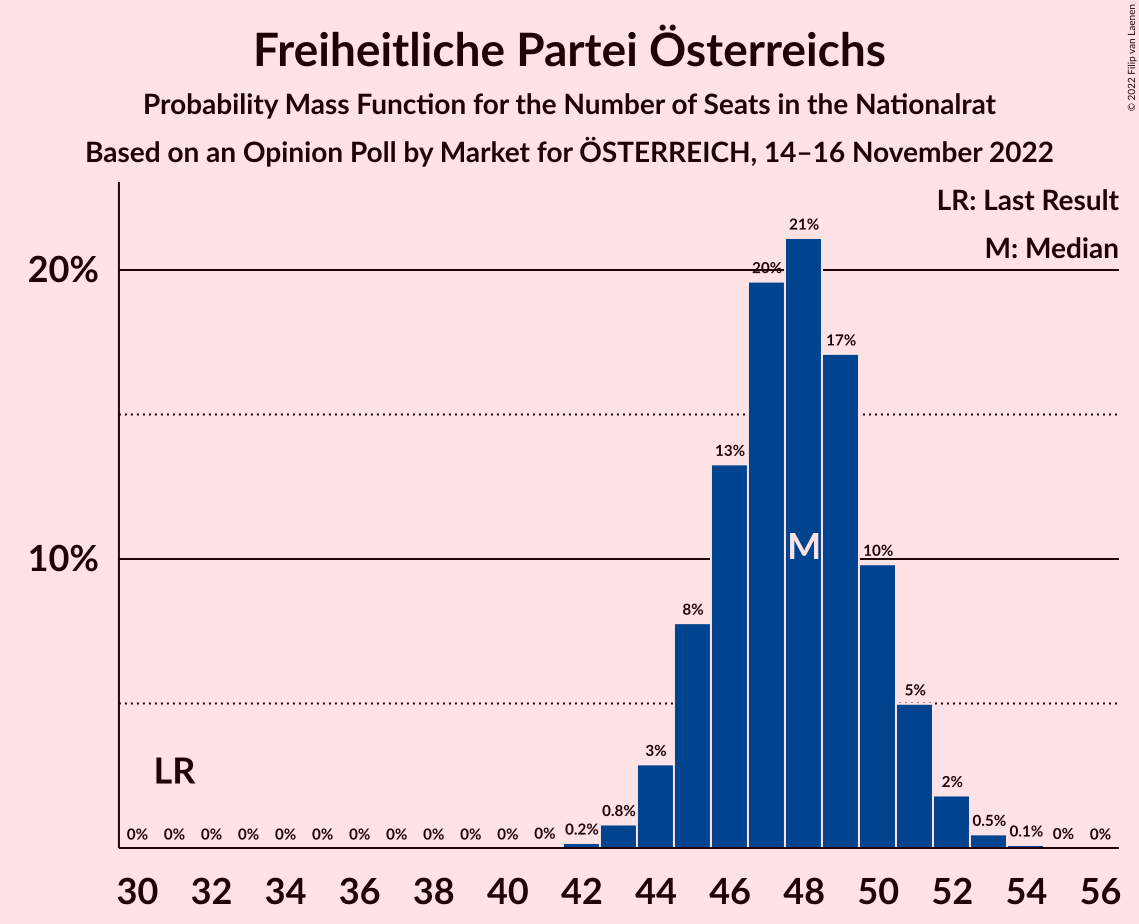 Freiheitliche Partei Österreichs
Probability Mass Function for the Number of Seats in the Nationalrat
Based on an Opinion Poll by Market for ÖSTERREICH, 14–16 November 2022
© 2022 Filip van Laenen
LR: Last Result
M: Median
20%
10%
21%
20%
17%
13%
M
10%
8%
5%
3%
2%
LR
0% 0% 0% 0% 0% 0% 0% 0% 0% 0% 0% 0% 0.2% 0.8% 0.5% 0.1% 0% 0%
30 32 34 36 38 40 42 44 46 48 50 52 54 56